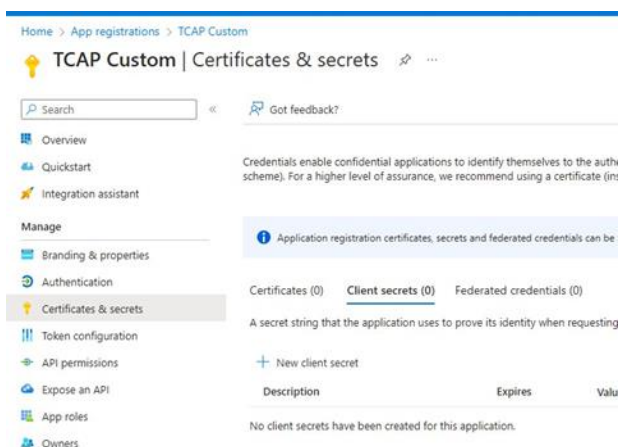 Home > App registrations > TCAP Custom
TCAP Custom | Certificates & secrets
Search
Overview
Quickstart
Integration assistant
Manage
Branding & properties
Authentication
Certificates & secrets
Token configuration
API permissions
Expose an API
App roles
Owners
Got feedback?
Credentials enable confidential applications to identify themselves to the
scheme). For a higher level of assurance, we recommend using a certificate
Application registration certificates, secrets and federated credentials can be
Certificates (0) Client secrets (0) Federated credentials (0)
A secret string that the application uses to prove its identity when requesting
New client secret
Description Expires
No client secrets have been created for this application.